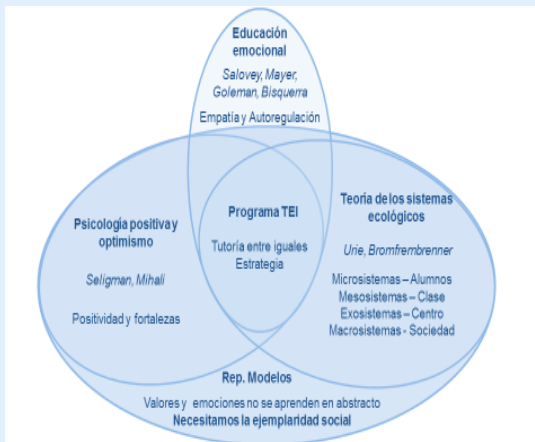 Educación
emocional
Salovey, Mayer,
Goleman, Bisquerra
Empatía y Autoregulación
Psicología positiva y
optimismo
Seligman, Mihali
Positividad y fortalezas
Programa TEI
Tutoría entre iguales
Estrategia
Teoría de los sistemas
ecológicos
Urie, Bromfrembrenner
Microsistemas – Alumnos
Mesosistemas – Clase
Exosistemas – Centro
Macrosistemas - Sociedad
Rep. Modelos
Valores y emociones no se aprenden en abstracto
Necesitamos la ejemplaridad social